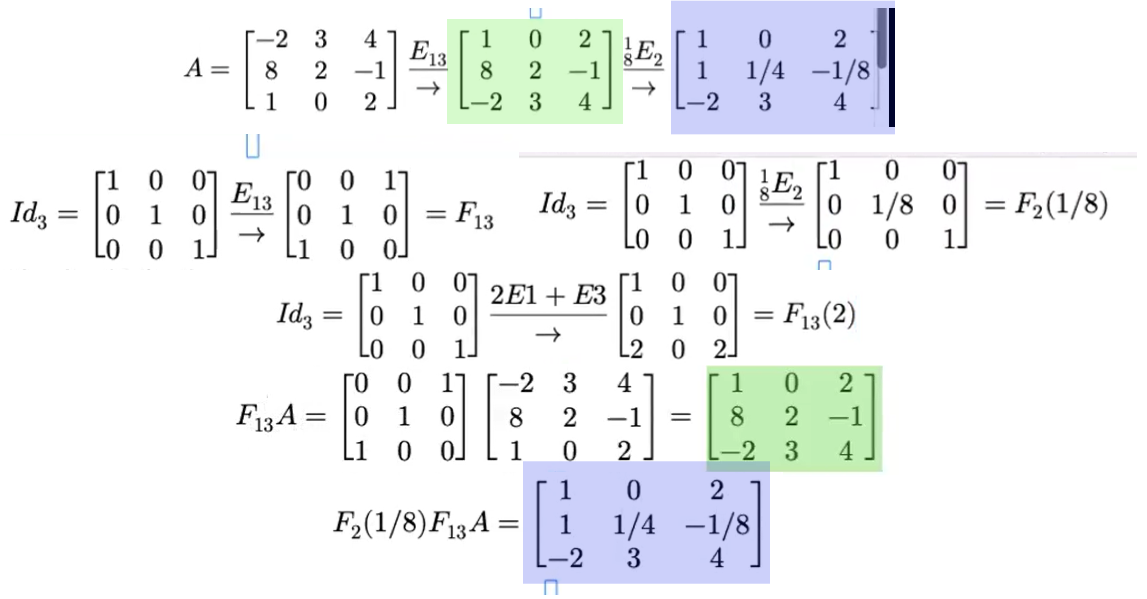 A = [−2 3 4; 8 2 −1; 1 0 2] E₁₃ → [1 0 2; 8 2 −1; −2 3 4] ⅛E₂ → [1 0 2; 1 1/4 −1/8; −2 3 4]
Id₃ = [1 0 0; 0 1 0; 0 0 1] E₁₃ → [0 0 1; 0 1 0; 1 0 0] = F₁₃
Id₃ = [1 0 0; 0 1 0; 0 0 1] ⅛E₂ → [1 0 0; 0 1/8 0; 0 0 1] = F₂(1/8)
Id₃ = [1 0 0; 0 1 0; 0 0 1] 2E1 + E3 → [1 0 0; 0 1 0; 2 0 2] = F₁₃(2)
F₁₃A = [0 0 1; 0 1 0; 1 0 0] [−2 3 4; 8 2 −1; 1 0 2] = [1 0 2; 8 2 −1; −2 3 4]
F₂(1/8)F₁₃A = [1 0 2; 1 1/4 −1/8; −2 3 4]